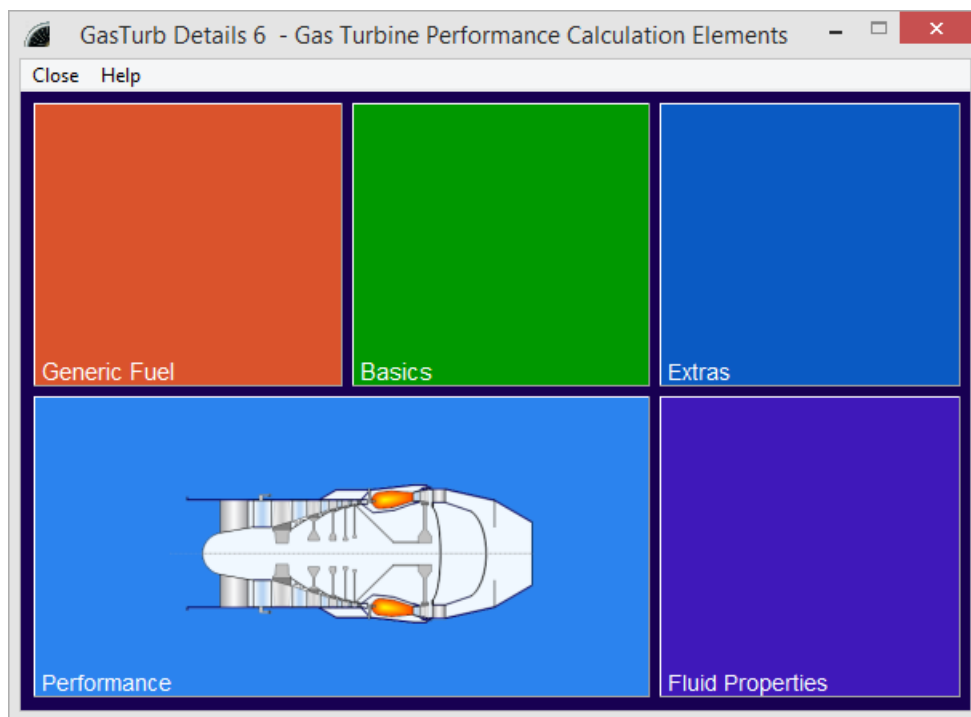 GasTurb Details 6 - Gas Turbine Performance Calculation Elements
Close Help
Generic Fuel
Basics
Extras
Performance
Fluid Properties